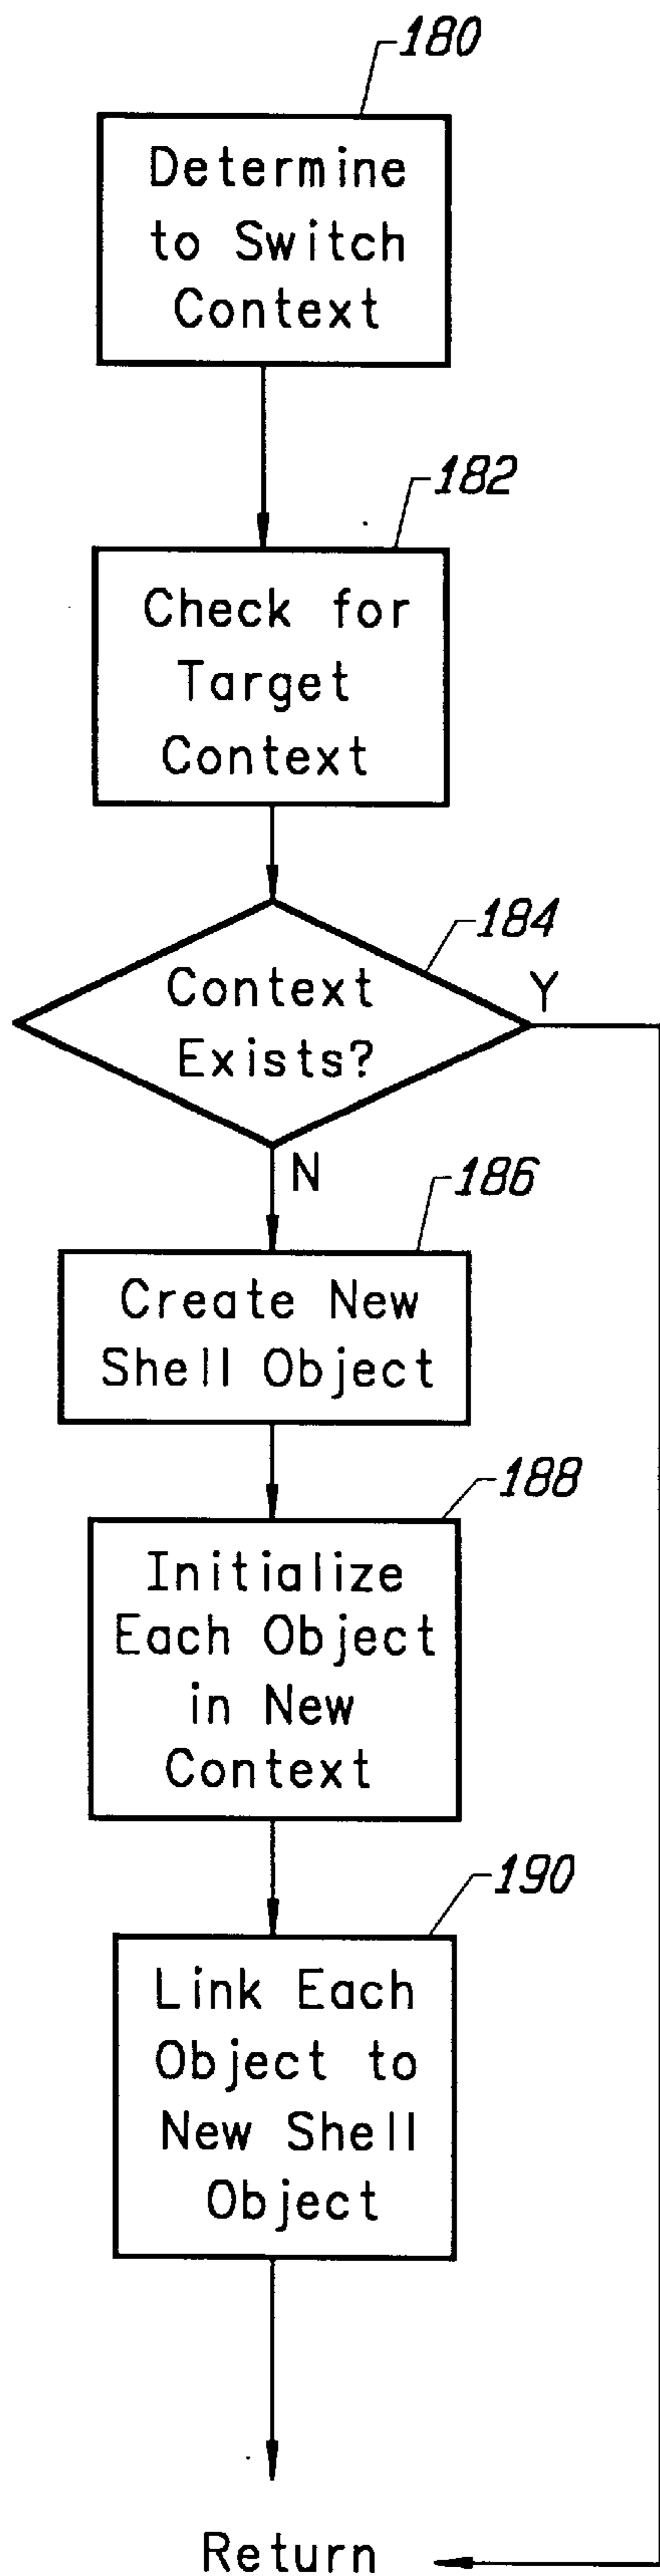 180
Determine
to Switch
Context
182
Check for
Target
Context
184
Context
Exists?
Y
N
186
Create New
Shell Object
188
Initialize
Each Object
in New
Context
190
Link Each
Object to
New Shell
Object
Return